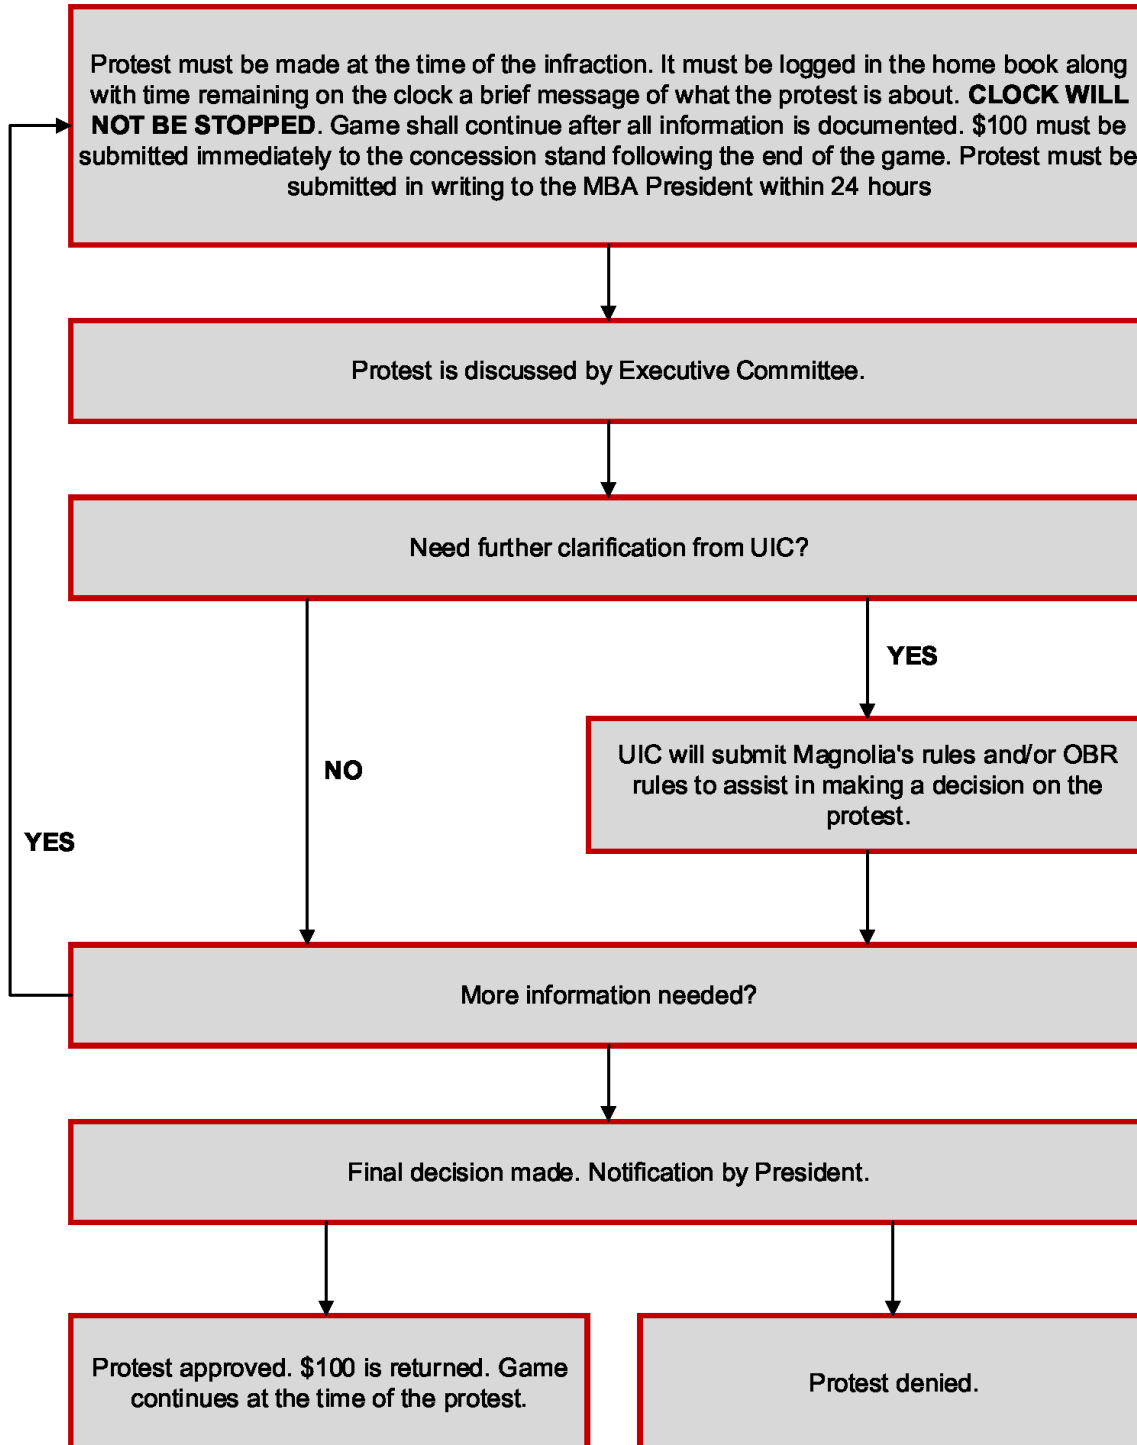 Protest must be made at the time of the infraction. It must be logged in the home book along
with time remaining on the clock a brief message of what the protest is about. CLOCK WILL
NOT BE STOPPED. Game shall continue after all information is documented. $100 must be
submitted immediately to the concession stand following the end of the game. Protest must be
submitted in writing to the MBA President within 24 hours
Protest is discussed by Executive Committee.
Need further clarification from UIC?
YES
UIC will submit Magnolia's rules and/or OBR
rules to assist in making a decision on the
protest.
NO
YES
More information needed?
Final decision made. Notification by President.
Protest approved. $100 is returned. Game
continues at the time of the protest.
Protest denied.